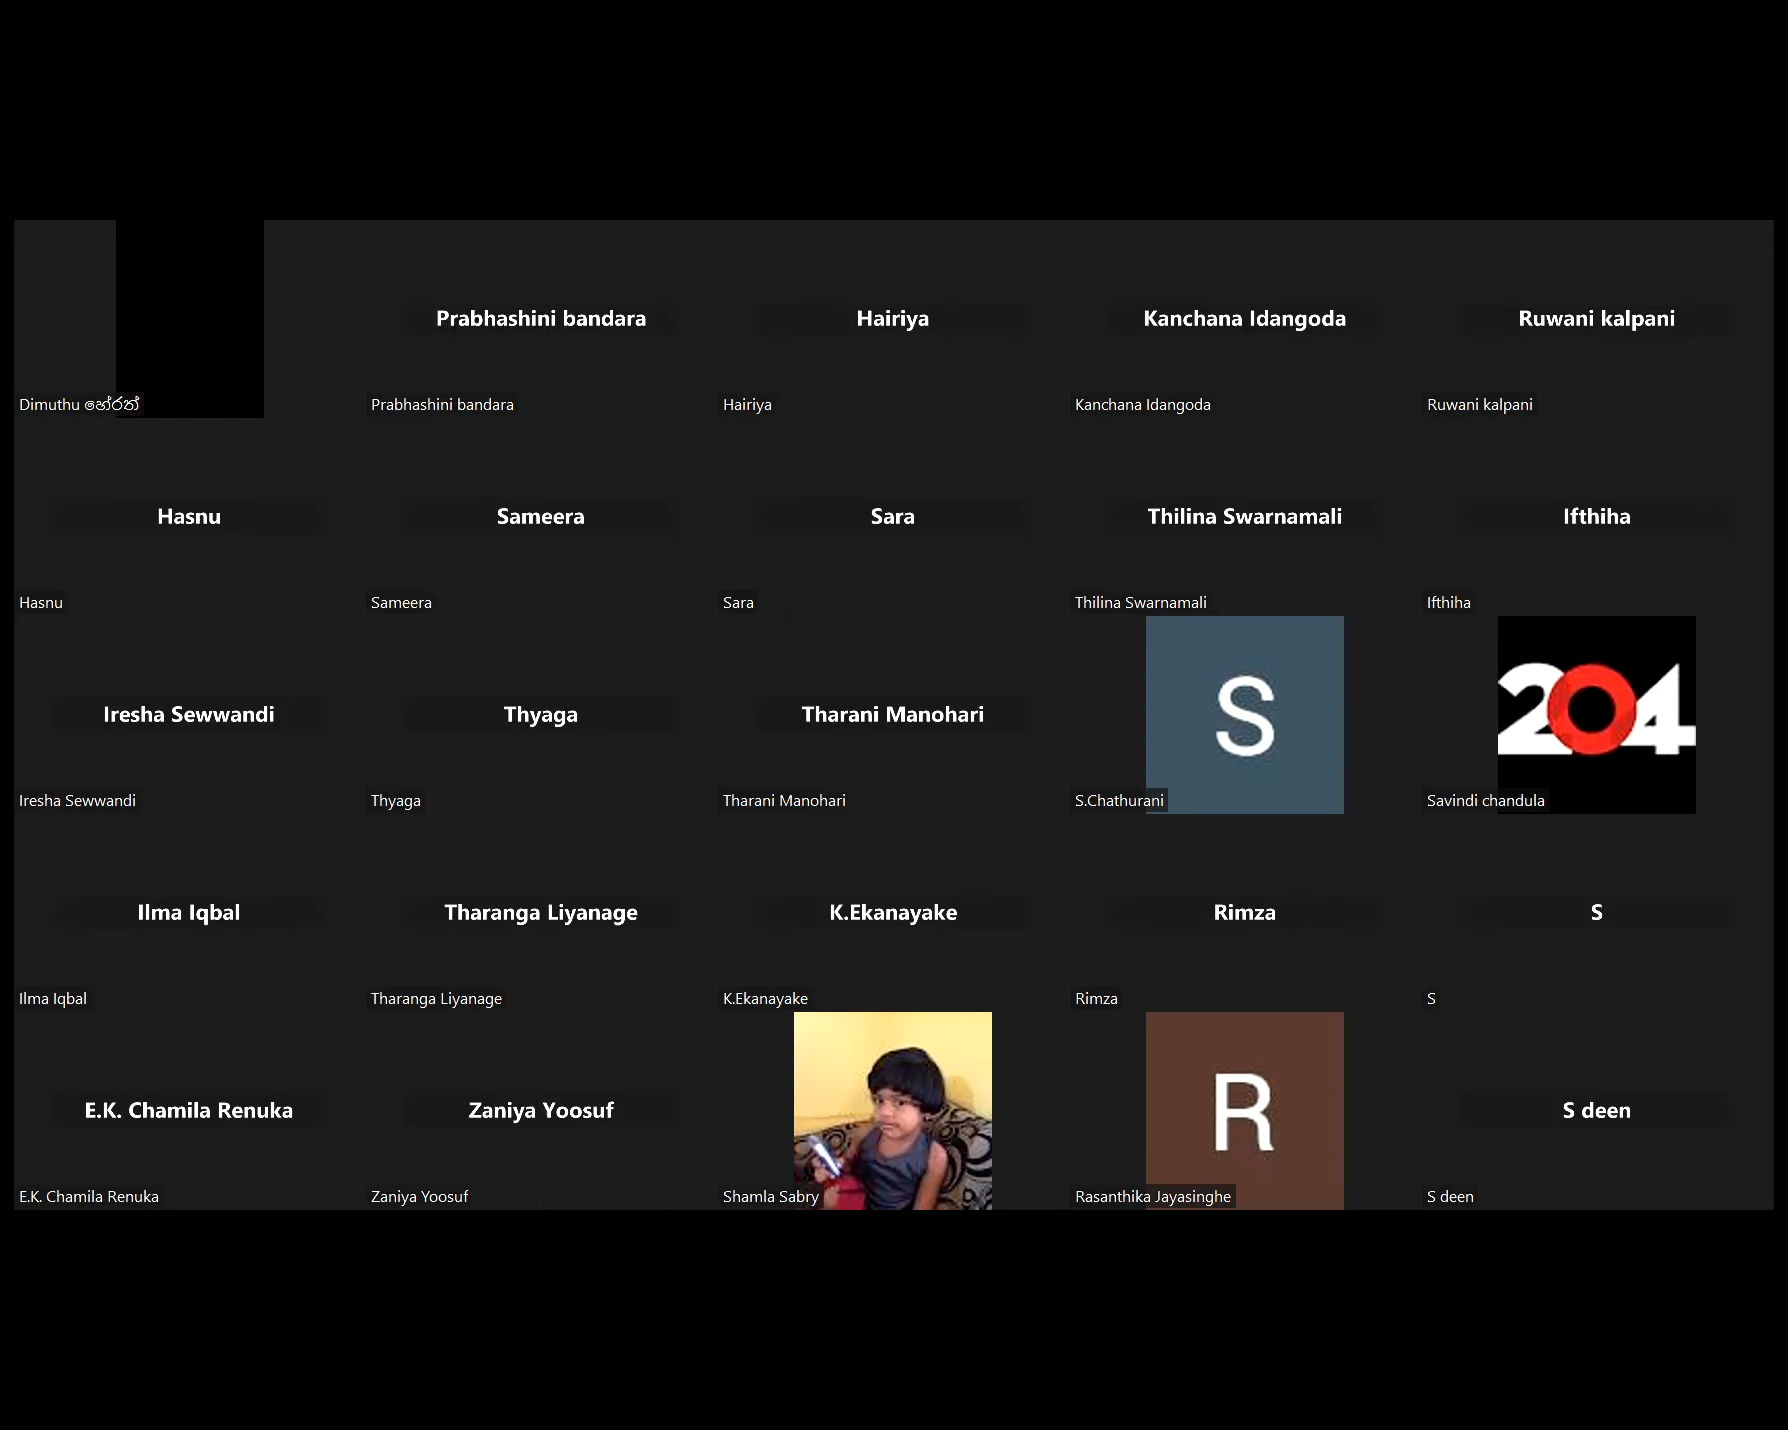 Prabhashini bandara
Hairiya
Kanchana Idangoda
Ruwani kalpani
Dimuthu හේරත්
Prabhashini bandara
Hairiya
Kanchana Idangoda
Ruwani kalpani
Hasnu
Sameera
Sara
Thilina Swarnamali
Ifthiha
Hasnu
Sameera
Sara
Thilina Swarnamali
Ifthiha
Iresha Sewwandi
Thyaga
Tharani Manohari
S
204
Iresha Sewwandi
Thyaga
Tharani Manohari
S.Chathurani
Savindi chandula
Ilma Iqbal
Tharanga Liyanage
K.Ekanayake
Rimza
S
Ilma Iqbal
Tharanga Liyanage
K.Ekanayake
Rimza
S
E.K. Chamila Renuka
Zaniya Yoosuf
R
S deen
E.K. Chamila Renuka
Zaniya Yoosuf
Shamla Sabry
Rasanthika Jayasinghe
S deen